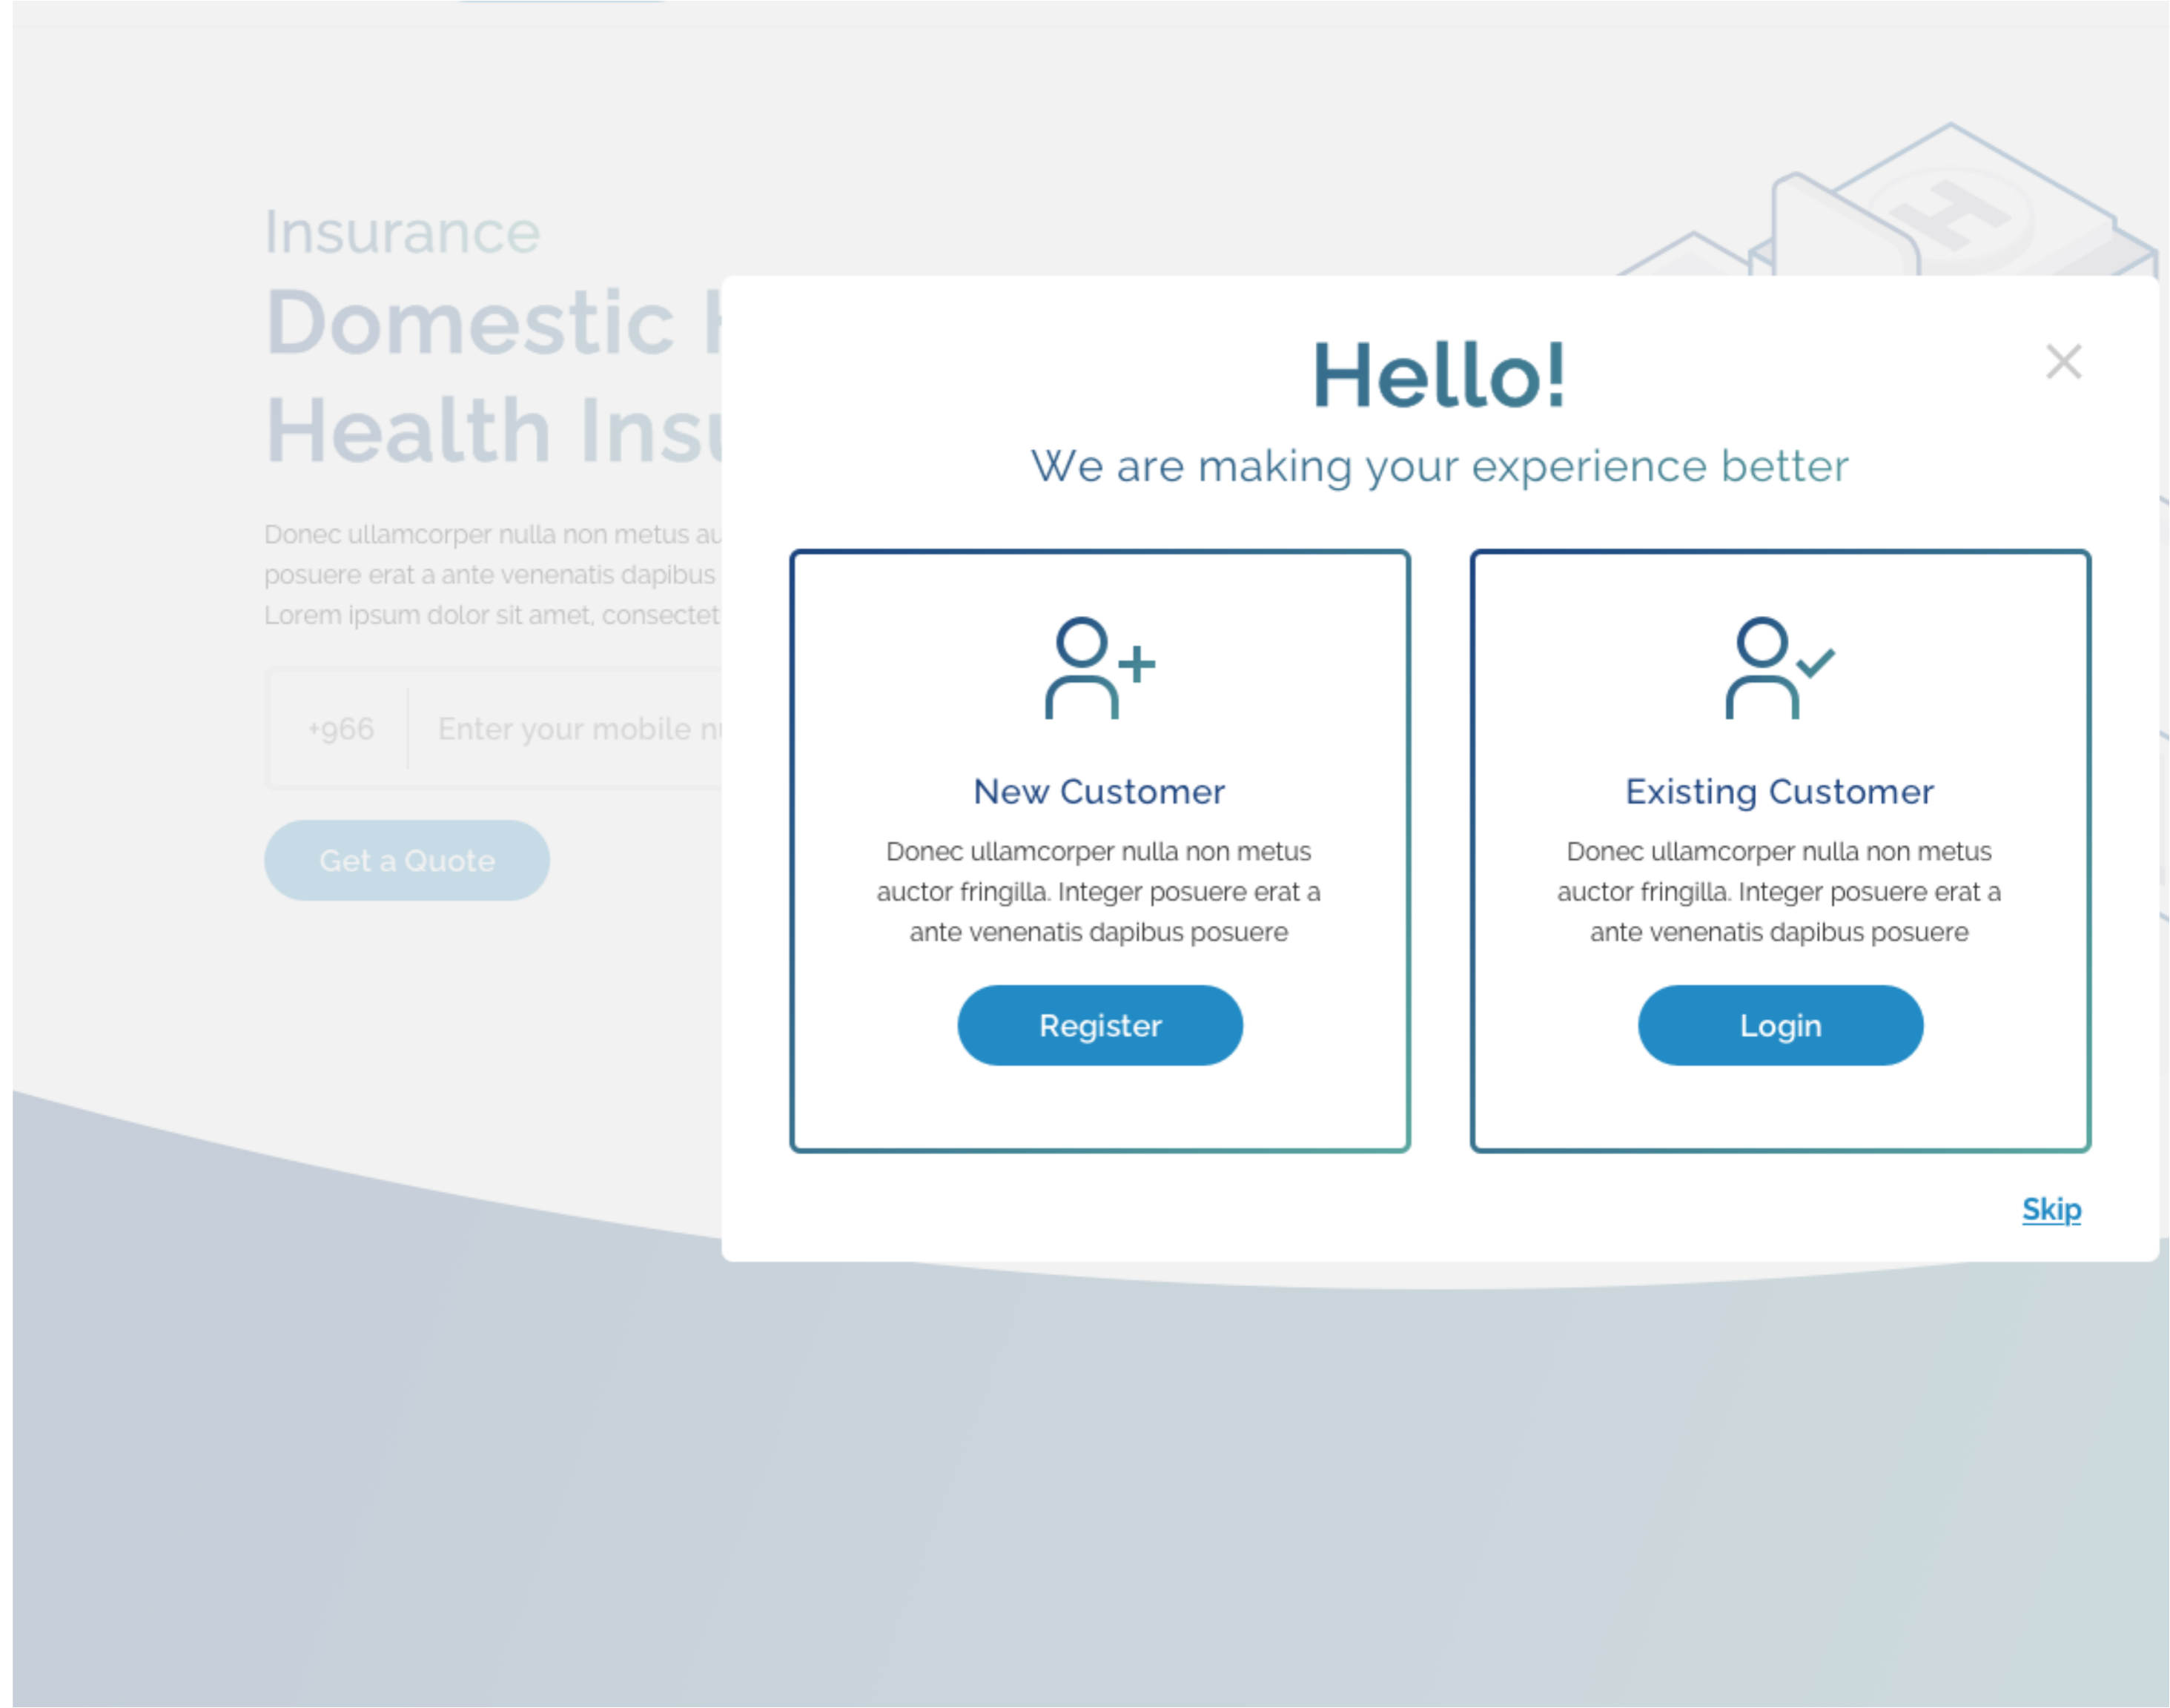 Insurance
Domestic
Health
Donec ullamcorper nulla non metus
posuere erat a ante venenatis dapibus
Lorem ipsum dolor sit amet,
+966
Enter your mobile
Get a Quote
Hello!
We are making your experience better
New Customer
Donec ullamcorper nulla non metus
auctor fringilla. Integer posuere erat a
ante venenatis dapibus posuere
Register
Existing Customer
Donec ullamcorper nulla non metus
auctor fringilla. Integer posuere erat a
ante venenatis dapibus posuere
Login
Skip
H